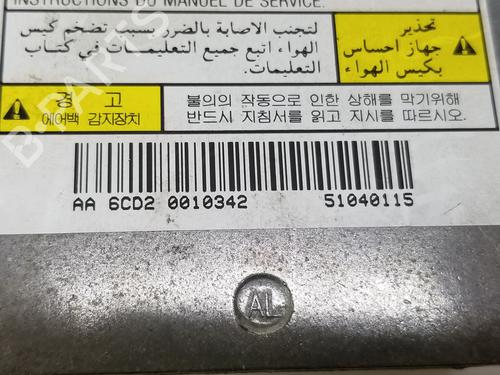 INSTRUCTIONS DU MANUEL DE SERVICE.
تحذير
جهاز احساس
بكيس الهواء
لتجنب الاصابة بالضرر بسبب تضخم كيس
الهواء اتبع جميع التعليمات في كتاب
التعليمات.
경 고
에어백 감지장치
불의의 작동으로 인한 상해를 막기위해
반드시 지침서를 읽고 지시를 따르시오.
AA 6CD2 0010342 51040115
AL
B-PARTS